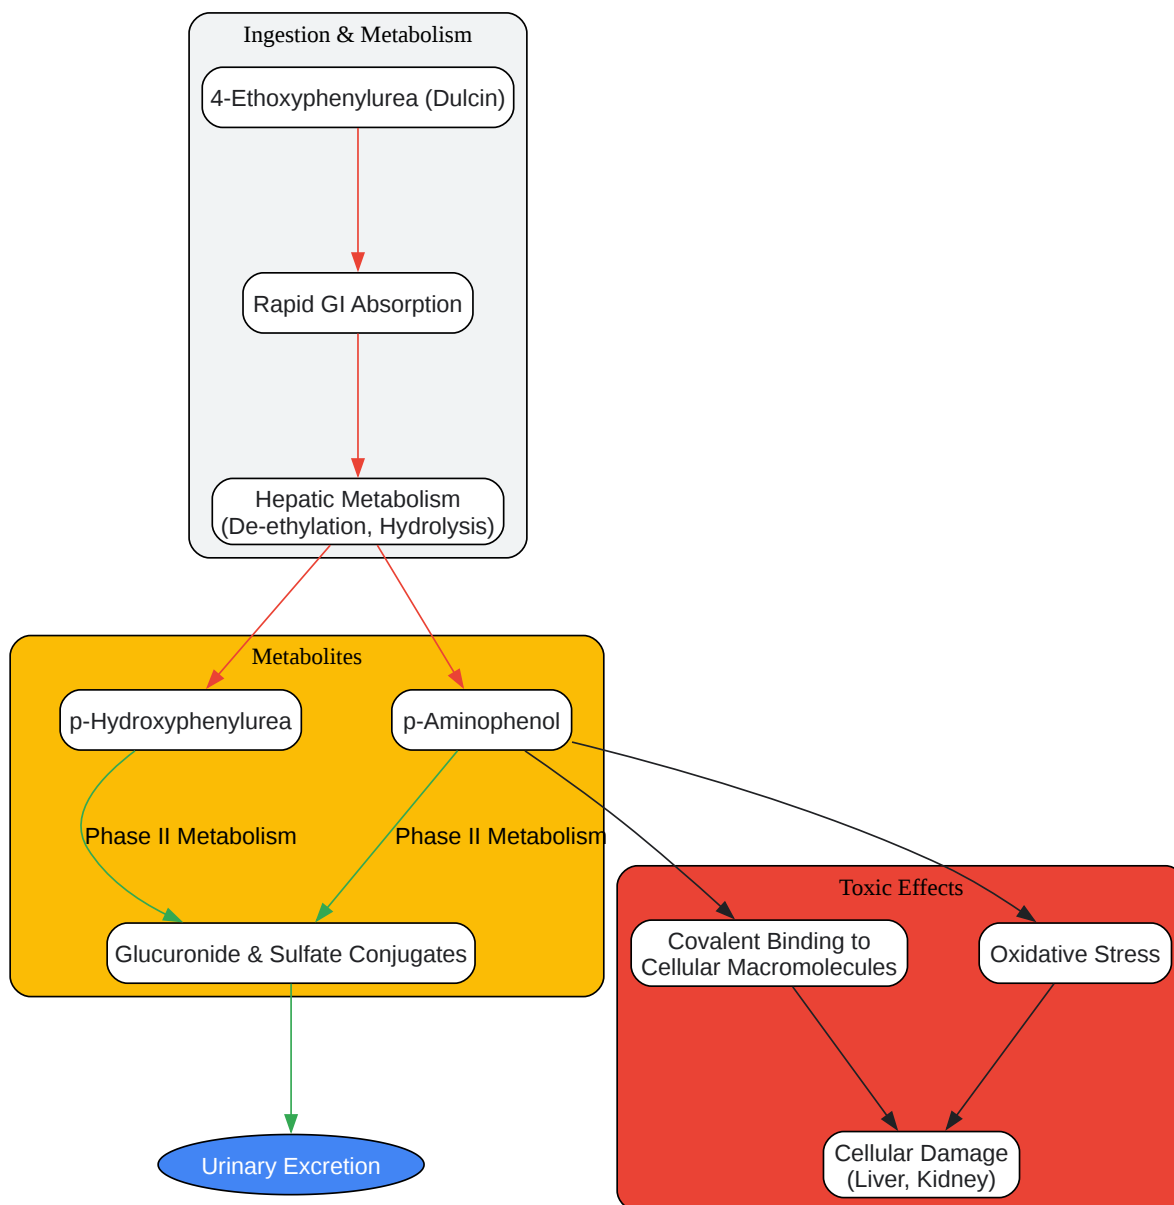 Ingestion & Metabolism
4-Ethoxyphenylurea (Dulcin)
Rapid GI Absorption
Hepatic Metabolism
(De-ethylation, Hydrolysis)
Metabolites
p-Hydroxyphenylurea
p-Aminophenol
Phase II Metabolism
Phase II Metabolism
Glucuronide & Sulfate Conjugates
Toxic Effects
Covalent Binding to
Cellular Macromolecules
Oxidative Stress
Urinary Excretion
Cellular Damage
(Liver, Kidney)